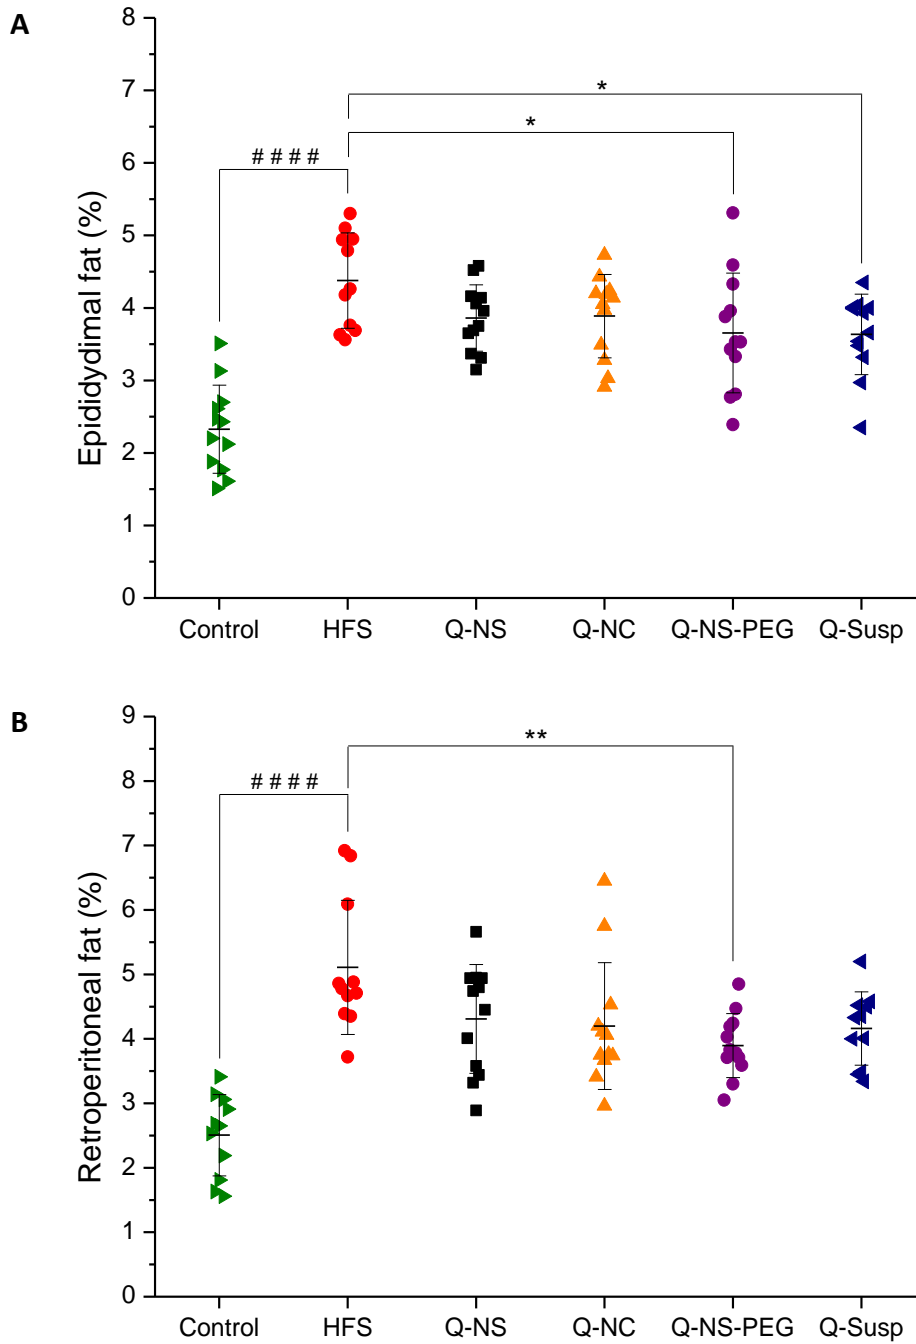 A
8
7
6
5
4
3
2
1
0
Epididydimal fat (%)
*
*
# # # #
Control HFS Q-NS Q-NC Q-NS-PEG Q-Susp
B
9
8
7
6
5
4
3
2
1
0
Retroperitoneal fat (%)
**
# # # #
Control HFS Q-NS Q-NC Q-NS-PEG Q-Susp